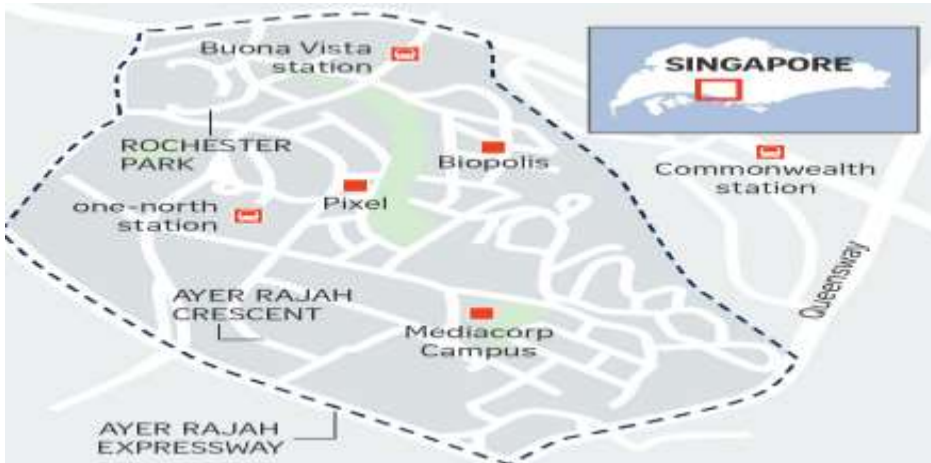 Buona Vista
station
SINGAPORE
ROCHESTER
PARK
Biopolis
Commonwealth
station
Pixel
one-north
station
Queensway
AYER RAJAH
CRESCENT
Mediacorp
Campus
AYER RAJAH
EXPRESSWAY